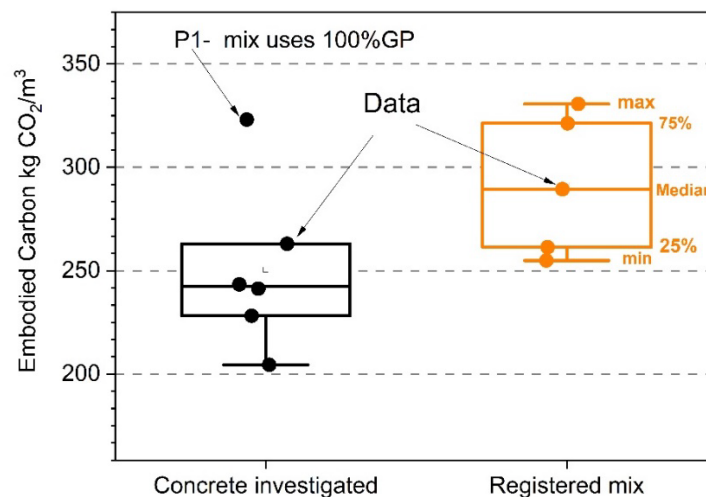 P1- mix uses 100%GP
350
Data
max
75%
300
Median
25%
250
min
200
Embodied Carbon kg CO₂/m³
Concrete investigated
Registered mix